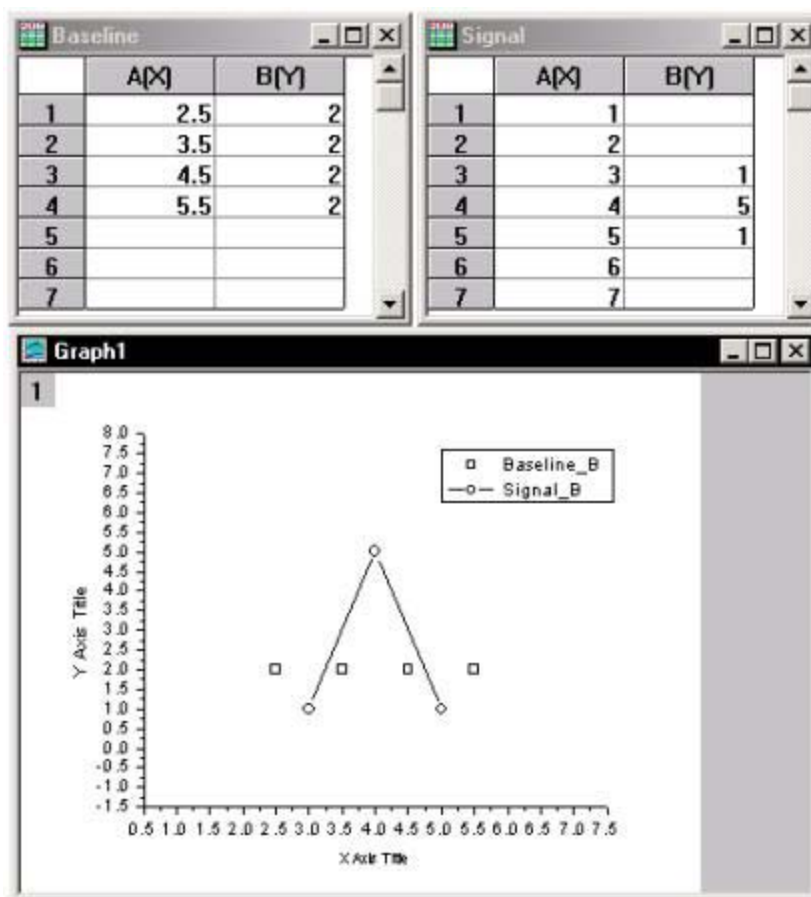 Baseline
A(X) B(Y)
1 2.5 2
2 3.5 2
3 4.5 2
4 5.5 2
5
6
7
Signal
A(X) B(Y)
1 1
2 2
3 3 1
4 4 5
5 5 1
6 6
7 7
Graph1
1
8.0
7.5
7.0
6.5
6.0
5.5
5.0
4.5
4.0
3.5
3.0
2.5
2.0
1.5
1.0
0.5
0.0
-0.5
-1.0
-1.5
Y Axis Title
Baseline_B
Signal_B
0.5 1.0 1.5 2.0 2.5 3.0 3.5 4.0 4.5 5.0 5.5 6.0 6.5 7.0 7.5
X Axis Title